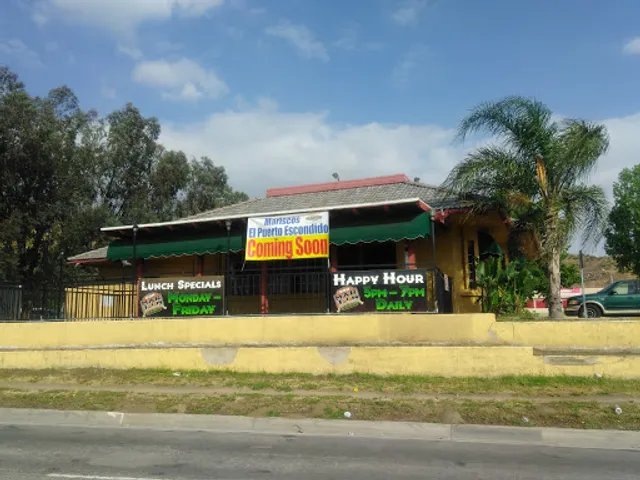 Mariscos
El Puerto Escondido
Coming Soon
LUNCH SPECIALS
MONDAY -
FRIDAY
HAPPY HOUR
3PM - 7PM
DAILY